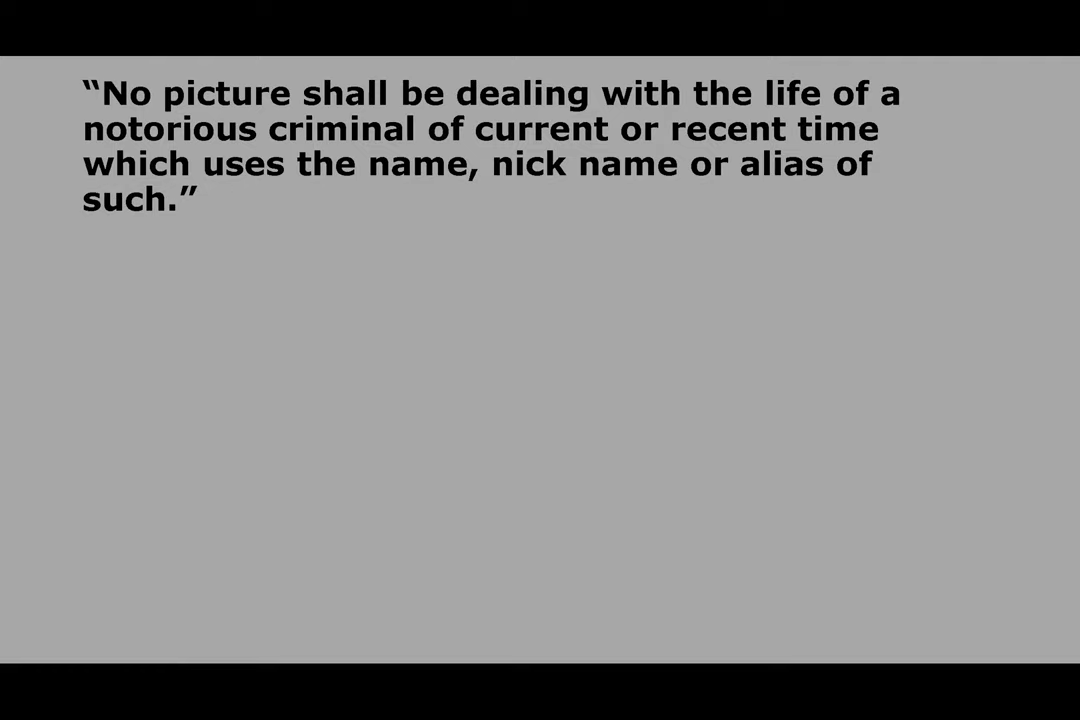 “No picture shall be dealing with the life of a
notorious criminal of current or recent time
which uses the name, nick name or alias of
such.”